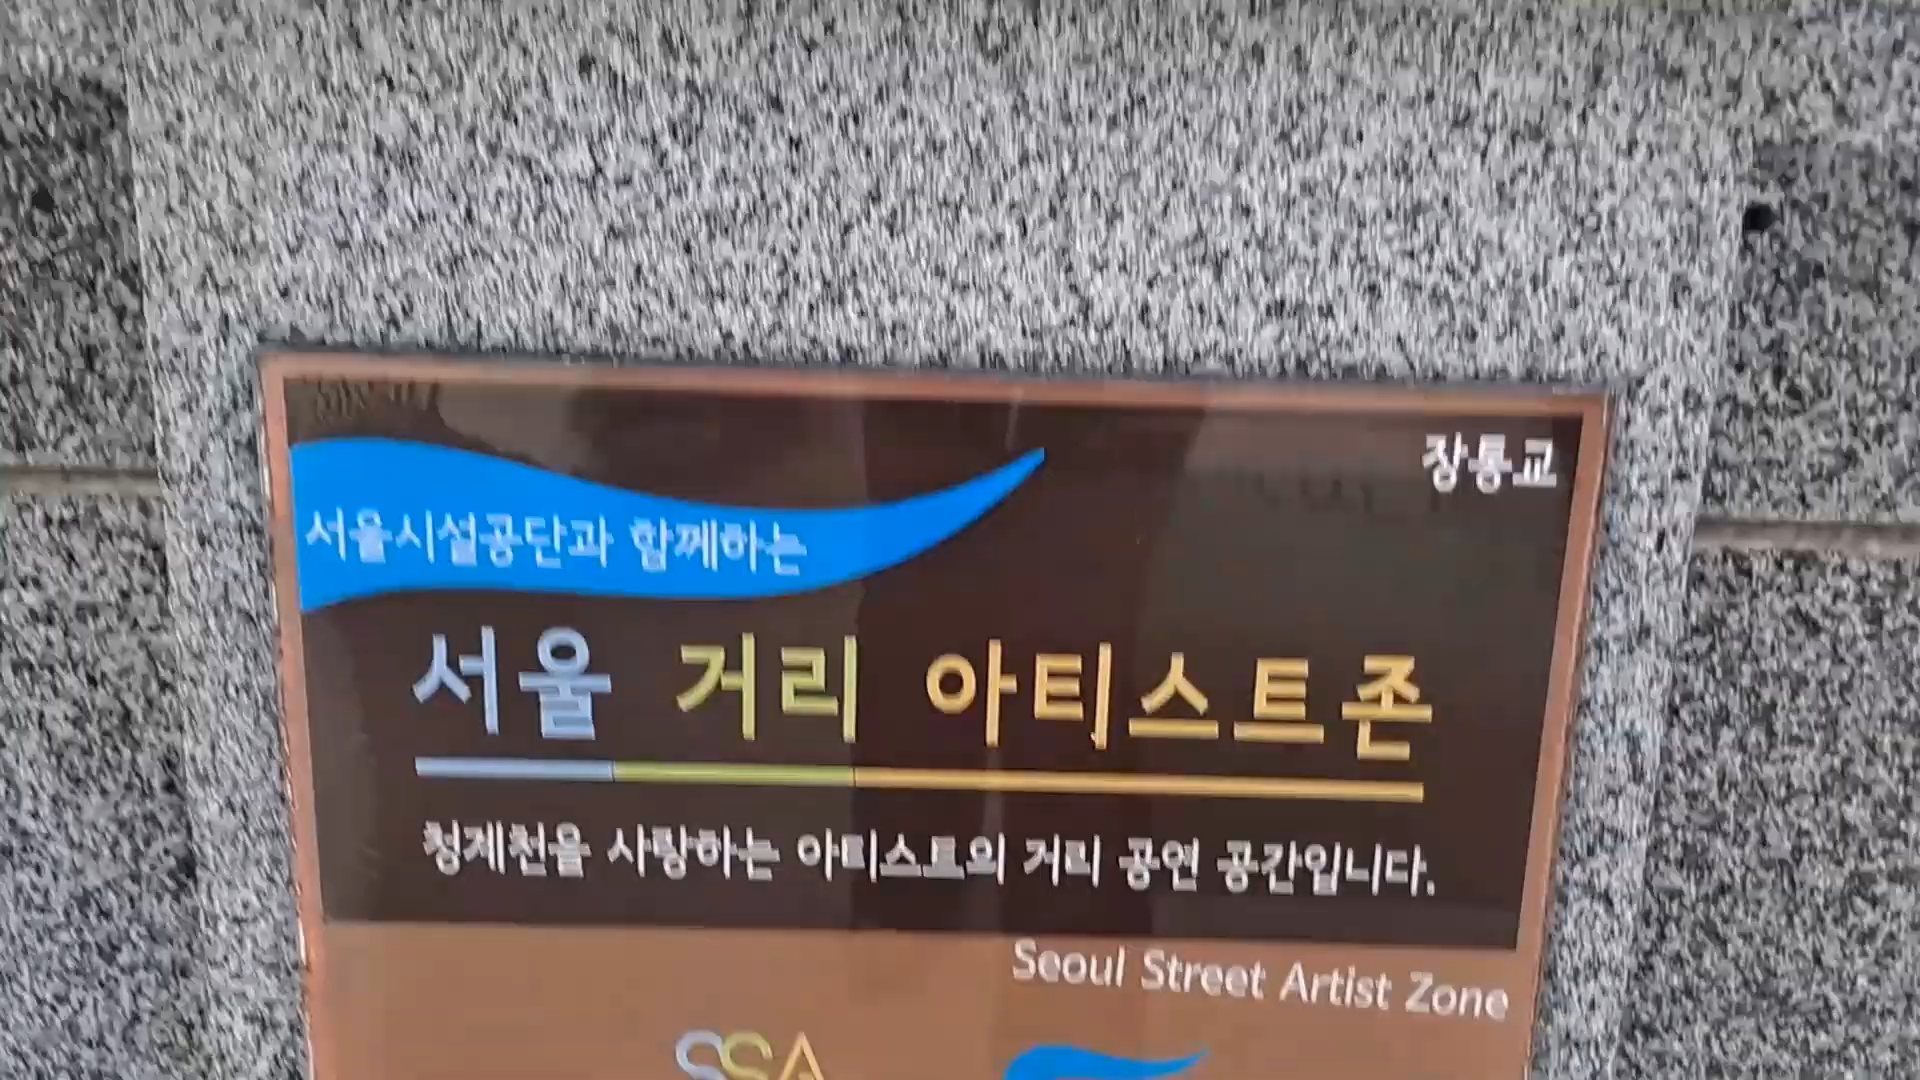 장통교
서울시설공단과 함께하는
서울 거리 아티스트존
청계천을 사랑하는 아티스트의 거리 공연 공간입니다.
Seoul Street Artist Zone
SSA